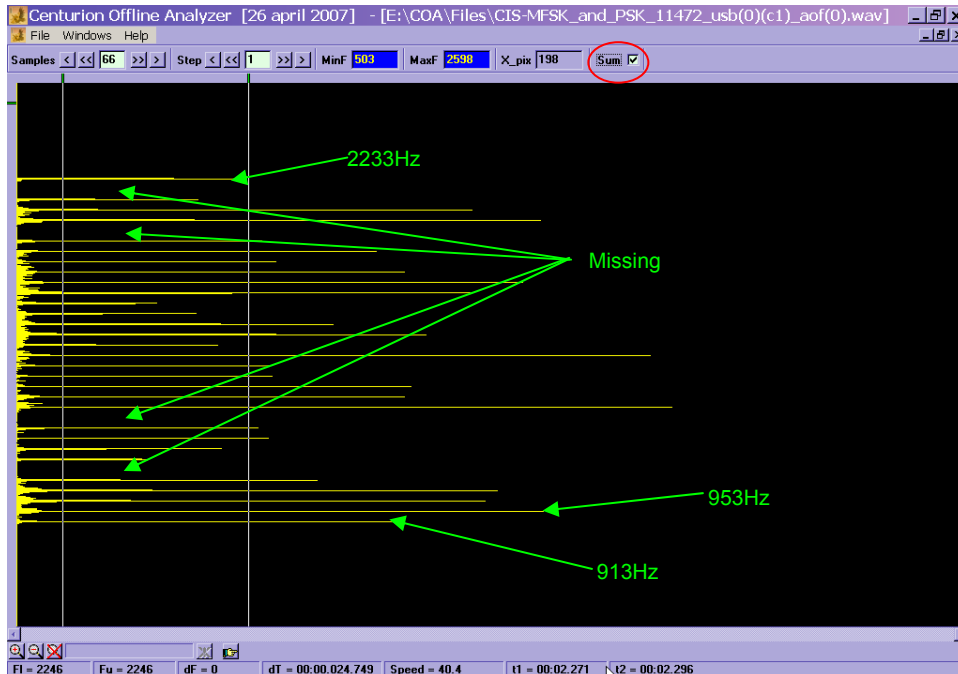 Centurion Offline Analyzer [26 april 2007] - [E:\COA\Files\CIS-MFSK_and_PSK_11472_usb(0)(c1)_aof(0).wav]
File Windows Help
Samples < << 66 >> > Step < << 1 >> > MinF 503 MaxF 2598 X_pix 198 Sum
2233Hz
Missing
953Hz
913Hz
Fl = 2246 Fu = 2246 dF = 0 dT = 00:00.024.749 Speed = 40.4 t1 = 00:02.271 t2 = 00:02.296